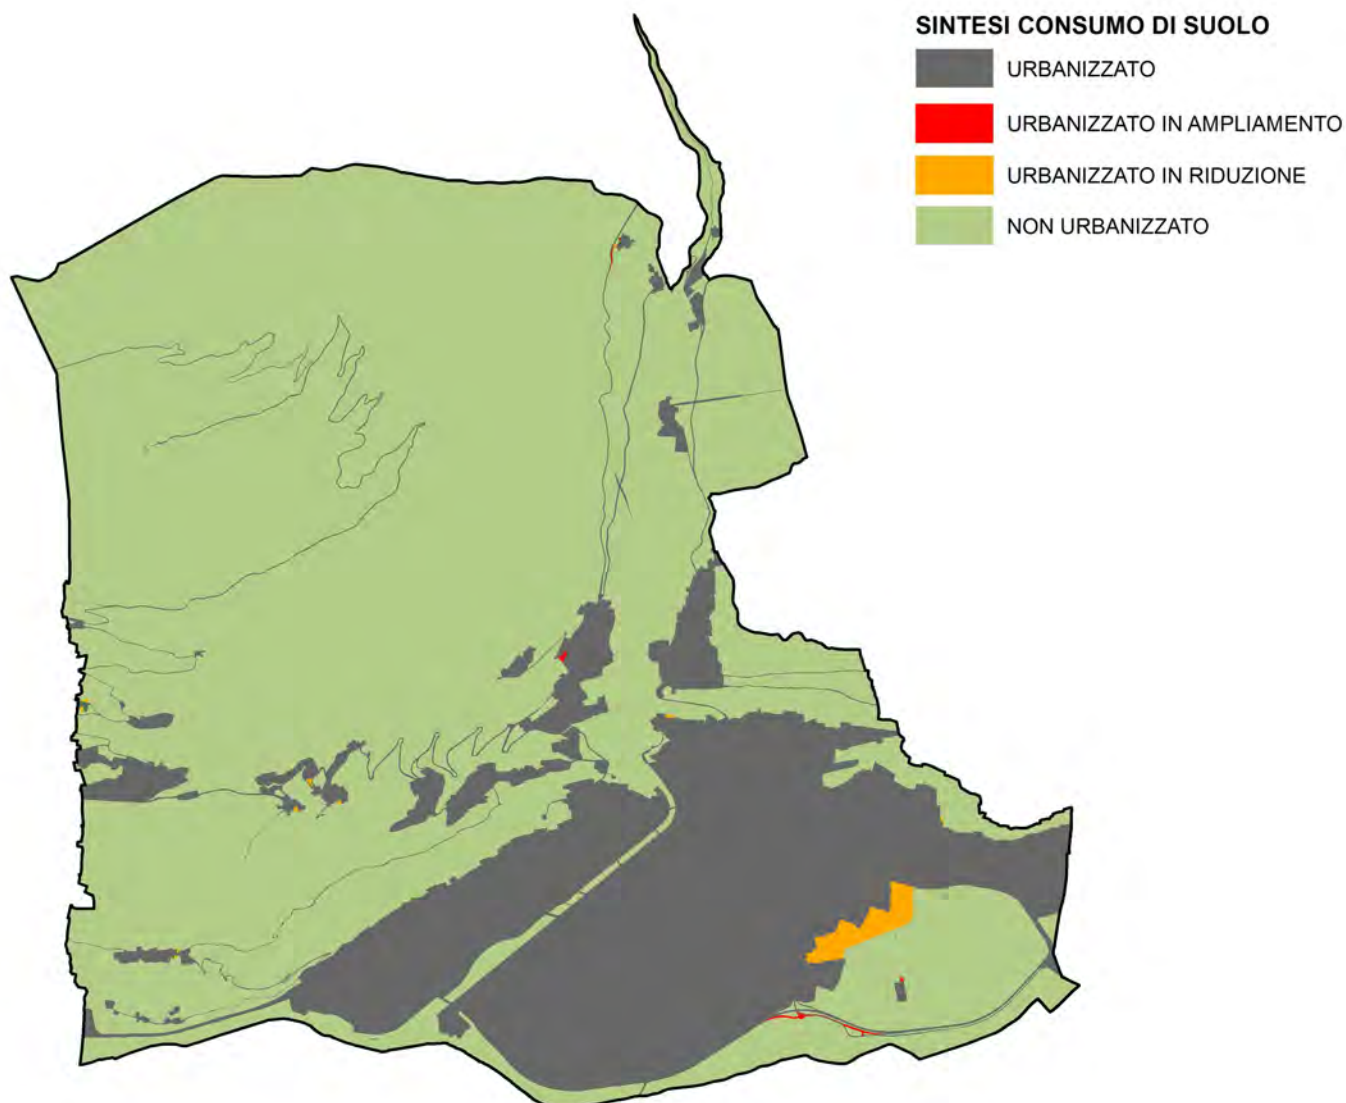 SINTESI CONSUMO DI SUOLO
URBANIZZATO
URBANIZZATO IN AMPLIAMENTO
URBANIZZATO IN RIDUZIONE
NON URBANIZZATO